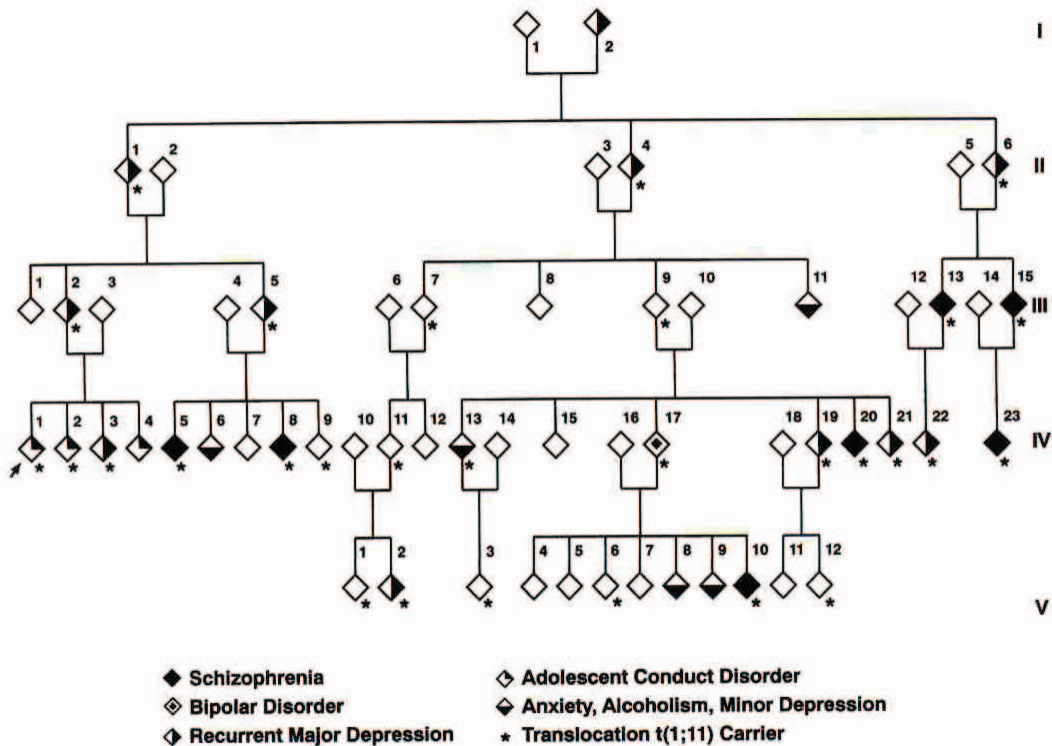 I
1 2
1 2 3 4 5 6
II
* * *
1 2 3 4 5 6 7 8 9 10 11 12 13 14 15
III
* * * * * *
1 2 3 4 5 6 7 8 9 10 11 12 13 14 15 16 17 18 19 20 21 22 23
IV
* * * * * * * * * * * * * *
1 2 3 4 5 6 7 8 9 10 11 12
V
* * * * * *
Schizophrenia
Bipolar Disorder
Recurrent Major Depression
Adolescent Conduct Disorder
Anxiety, Alcoholism, Minor Depression
* Translocation t(1;11) Carrier